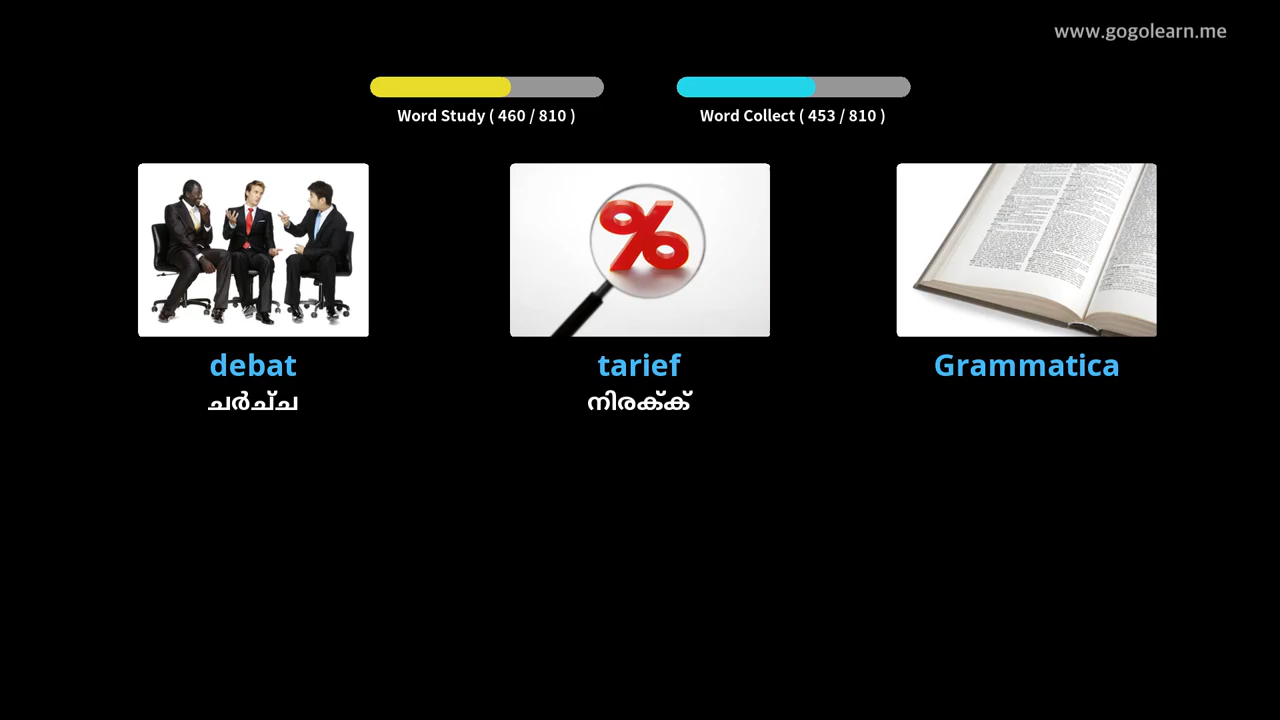 www.gogolearn.me
Word Study ( 460 / 810 )
Word Collect ( 453 / 810 )
%
debat
ചർച്ച
tarief
നിരക്ക്
Grammatica